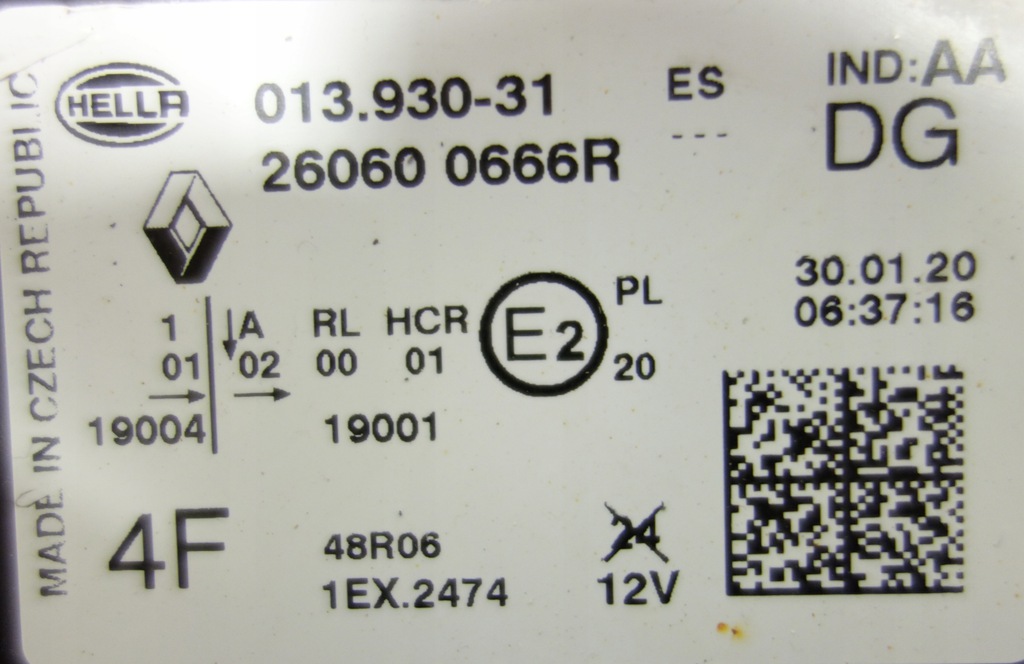 MADE IN CZECH REPUBLIC
HELLA
013.930-31
ES
IND:AA
26060 0666R
---
DG
30.01.20
06:37:16
1 A RL HCR E2 PL
01 02 00 01 20
19004 19001
4F
48R06
24
1EX.2474
12V